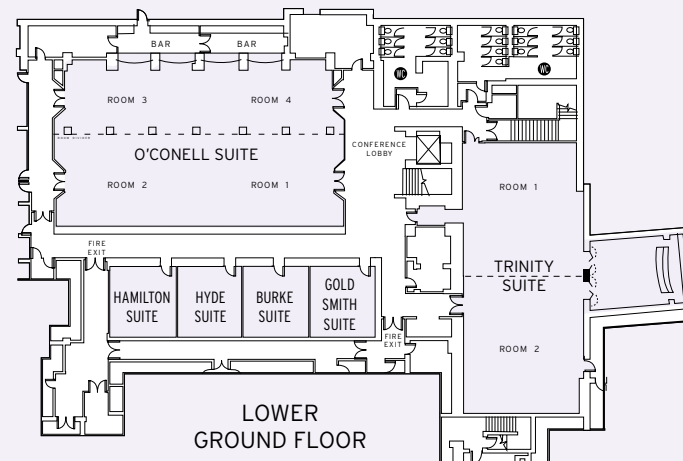 BAR
BAR
WC
WC
ROOM 3
ROOM 4
ROOM DIVIDER
O'CONELL SUITE
CONFERENCE
LOBBY
ROOM 2
ROOM 1
ROOM 1
FIRE
EXIT
TRINITY
SUITE
HAMILTON
SUITE
HYDE
SUITE
BURKE
SUITE
GOLD
SMITH
SUITE
FIRE
EXIT
ROOM 2
LOWER
GROUND FLOOR